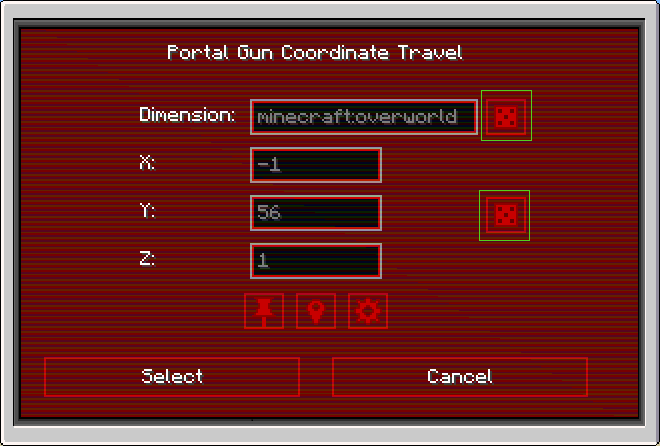 Portal Gun Coordinate Travel
Dimension: minecraft:overworld
X: -1
Y: 56
Z: 1
Select Cancel